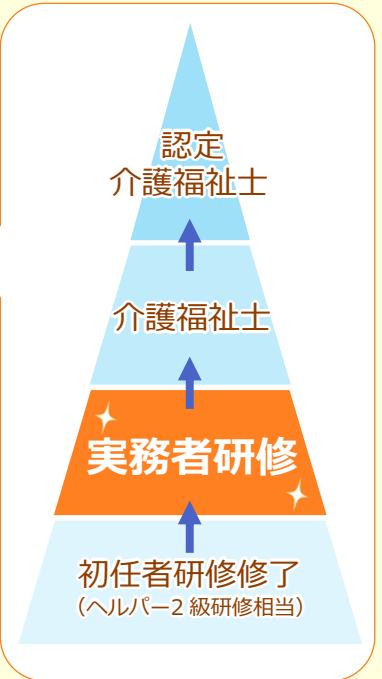 認定
介護福祉士
介護福祉士
実務者研修
初任者研修修了
（ヘルパー2 級研修相当）